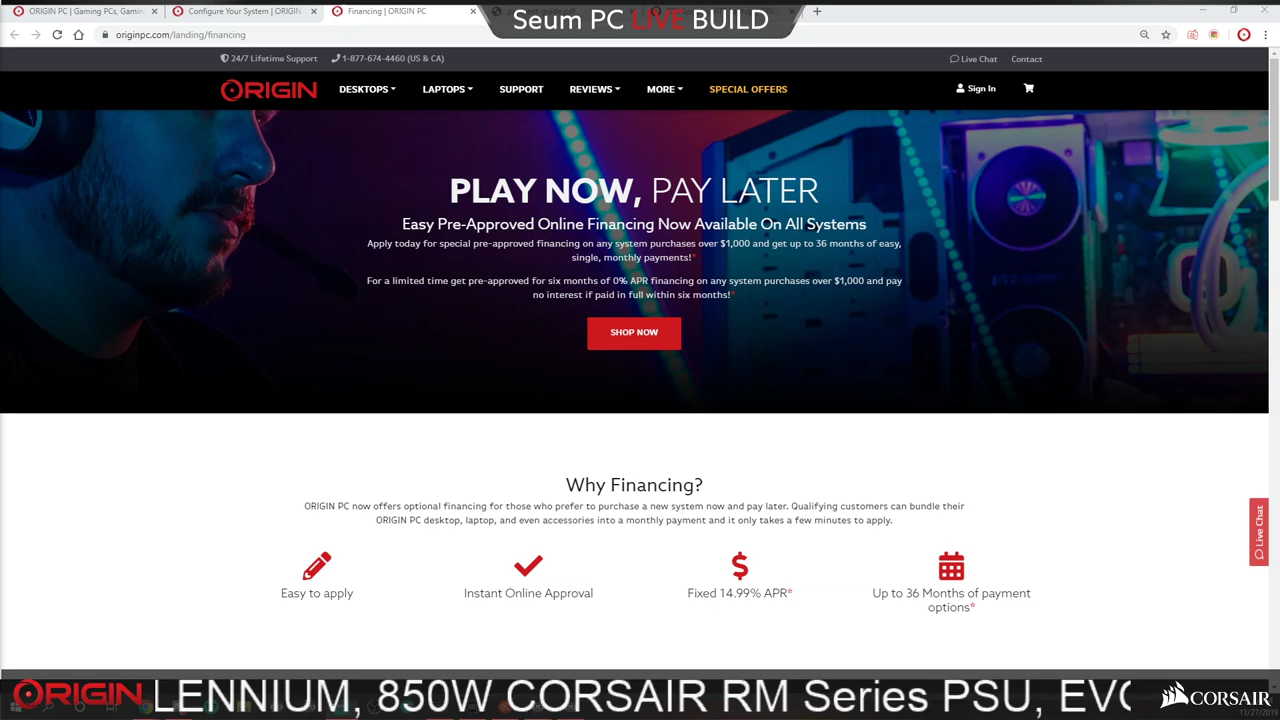 ORIGIN PC | Gaming PCs, Gamin
Configure Your System | ORIGIN
Financing | ORIGIN PC
Seum PC LIVE BUILD
originpc.com/landing/financing
24/7 Lifetime Support
1-877-674-4460 (US & CA)
Live Chat
Contact
ORIGIN
DESKTOPS
LAPTOPS
SUPPORT
REVIEWS
MORE
SPECIAL OFFERS
Sign In
PLAY NOW, PAY LATER
Easy Pre-Approved Online Financing Now Available On All Systems
Apply today for special pre-approved financing on any system purchases over $1,000 and get up to 36 months of easy,
single, monthly payments!*
For a limited time get pre-approved for six months of 0% APR financing on any system purchases over $1,000 and pay
no interest if paid in full within six months!*
SHOP NOW
Why Financing?
ORIGIN PC now offers optional financing for those who prefer to purchase a new system now and pay later. Qualifying customers can bundle their
ORIGIN PC desktop, laptop, and even accessories into a monthly payment and it only takes a few minutes to apply.
Live Chat
Easy to apply
Instant Online Approval
Fixed 14.99% APR*
Up to 36 Months of payment
options*
ORIGIN
LENNIUM, 850W CORSAIR RM Series PSU, EVO
CORSAIR
11/27/2019